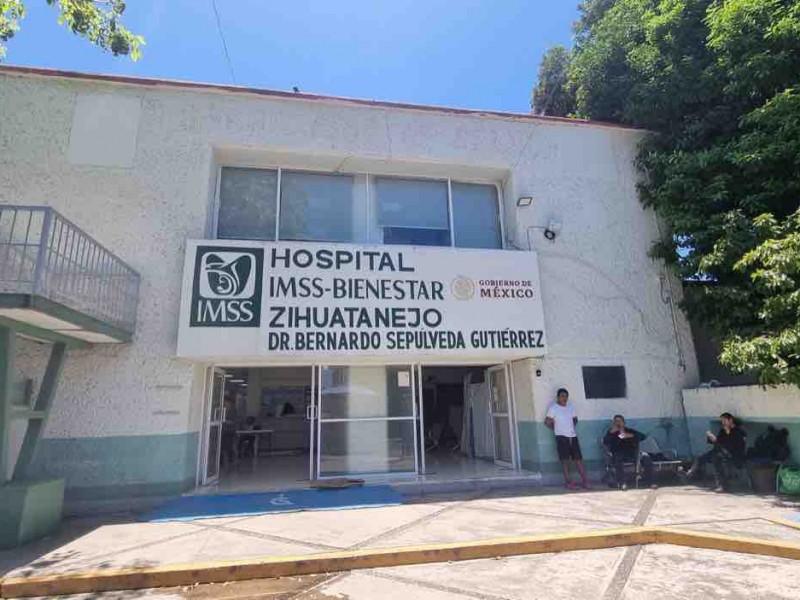 IMSS
HOSPITAL
IMSS-BIENESTAR
ZIHUATANEJO
DR. BERNARDO SEPÚLVEDA GUTIÉRREZ
GOBIERNO DE
MÉXICO